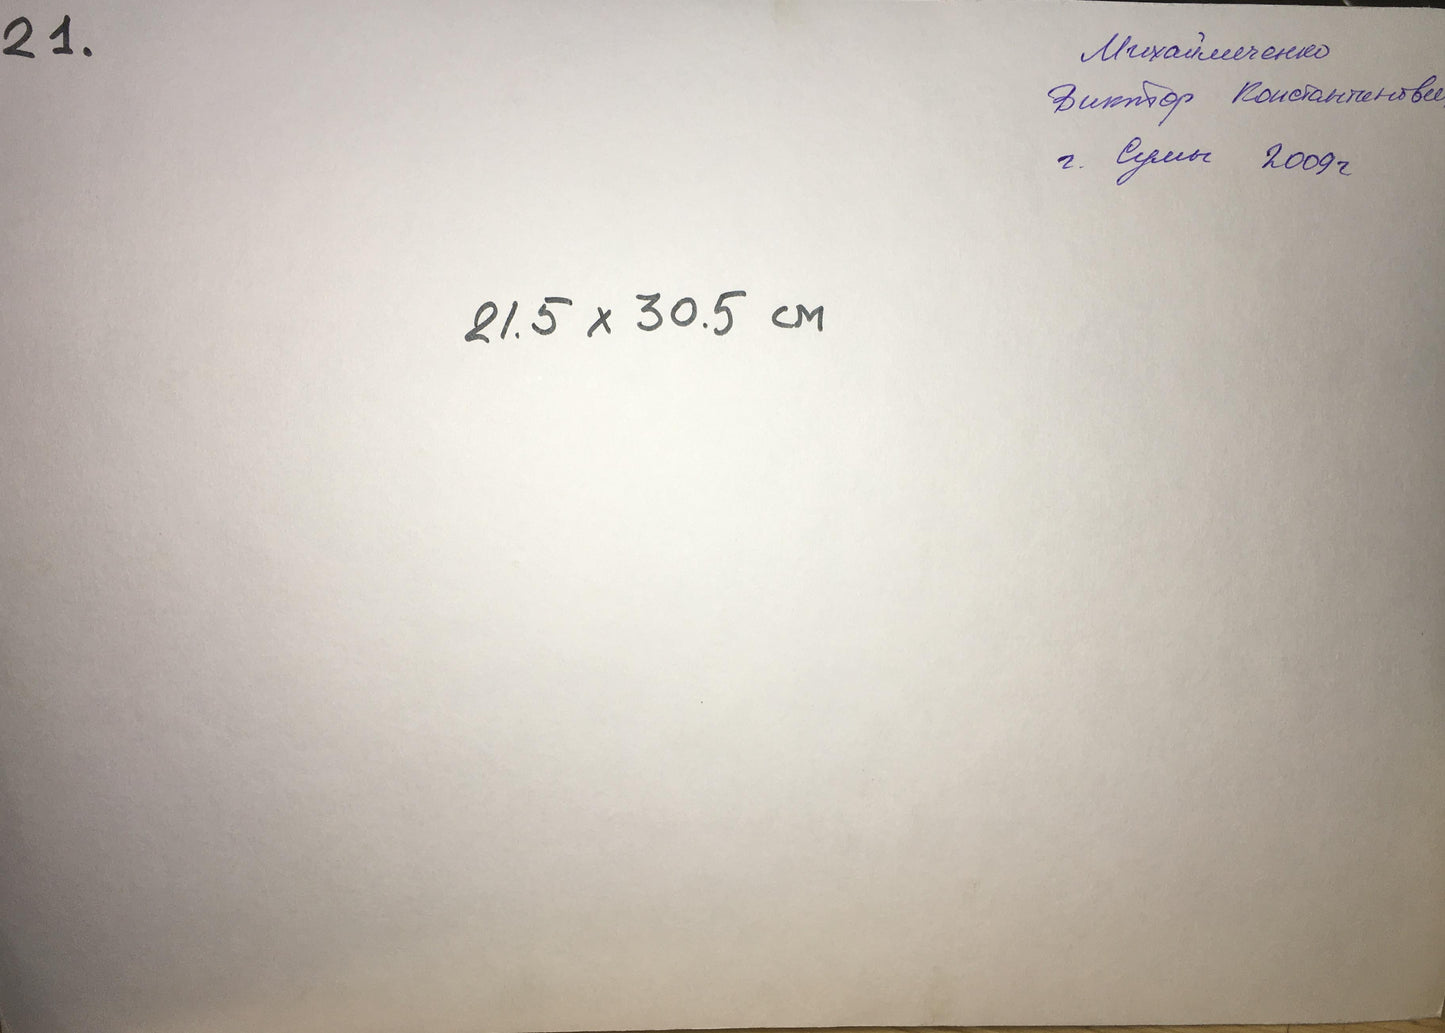 21.
Михайличенко
Виктор Константинович
г. Сумы 2009г
21.5 х 30.5 см